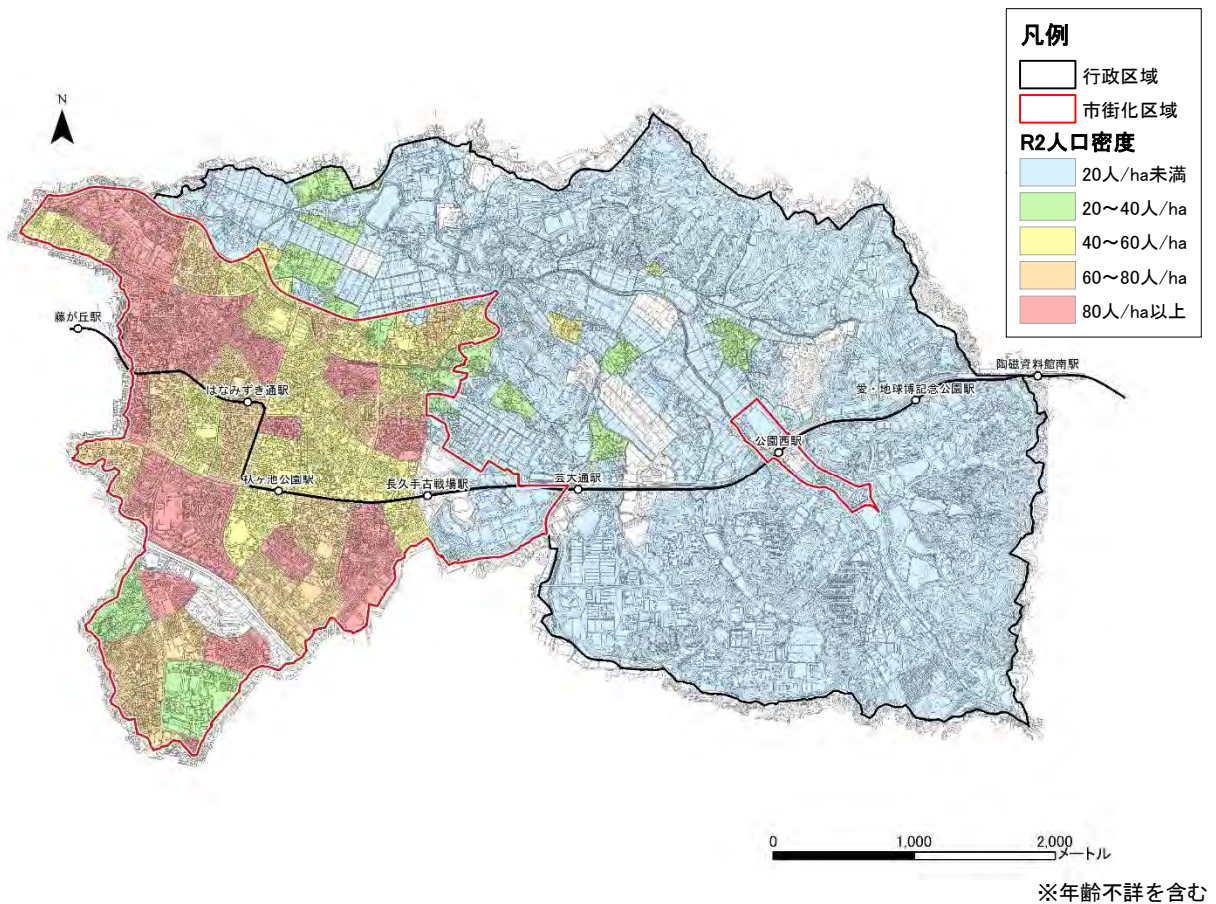 凡例
行政区域
市街化区域
R2人口密度
20人/ha未満
20～40人/ha
40～60人/ha
60～80人/ha
80人/ha以上
N
藤が丘駅
はなみずき通駅
杁ヶ池公園駅
長久手古戦場駅
芸大通駅
公園西駅
愛・地球博記念公園駅
陶磁資料館南駅
0 1,000 2,000
メートル
※年齢不詳を含む